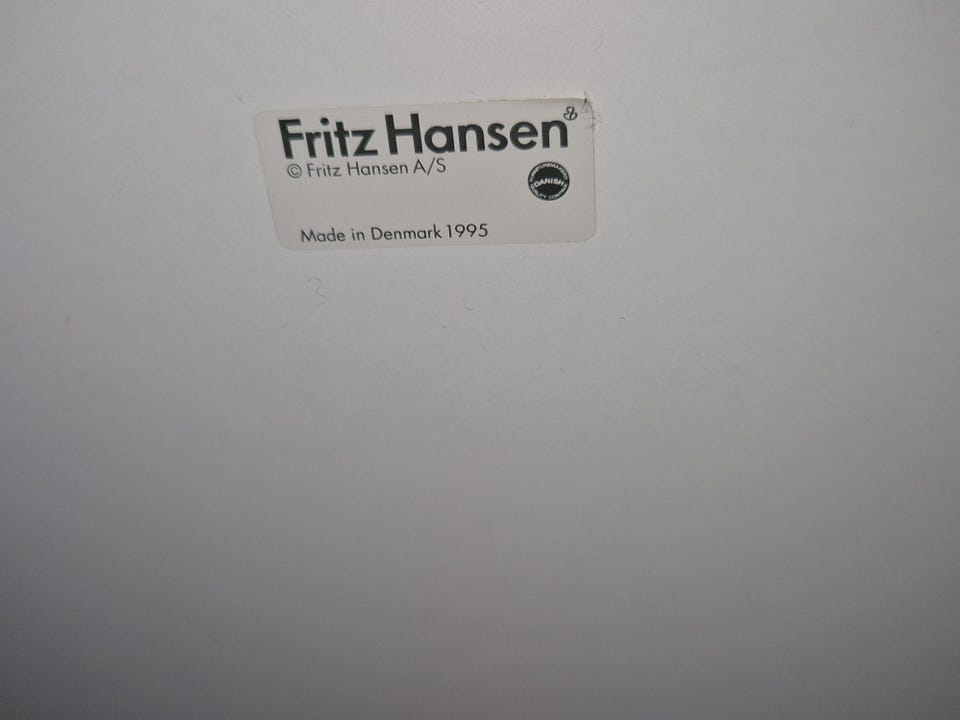 Fritz Hansen
© Fritz Hansen A/S
DANISH
Made in Denmark 1995